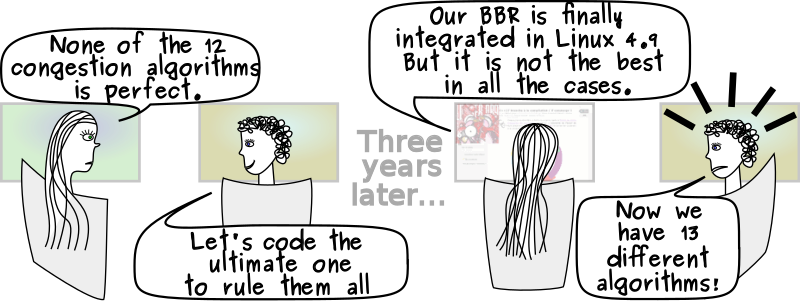 None of the 12
congestion algorithms
is perfect.
Let's code the
ultimate one
to rule them all
Three
years
later...
Our BBR is finally
integrated in Linux 4.9
But it is not the best
in all the cases.
Now we
have 13
different
algorithms!